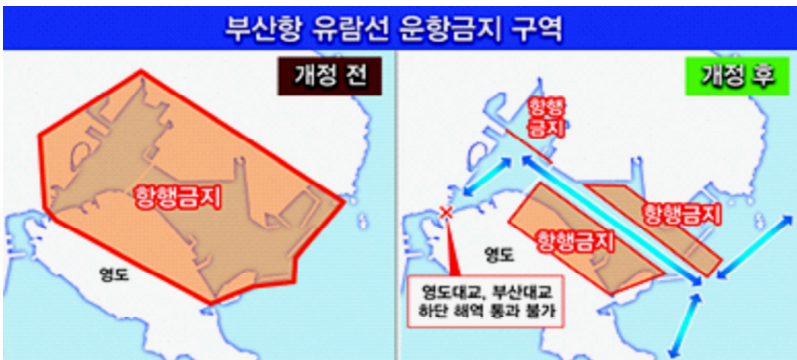 부산항 유람선 운항금지 구역
개정 전
항행금지
영도
개정 후
항행
금지
항행금지
항행금지
영도
영도대교, 부산대교
하단 해역 통과 불가